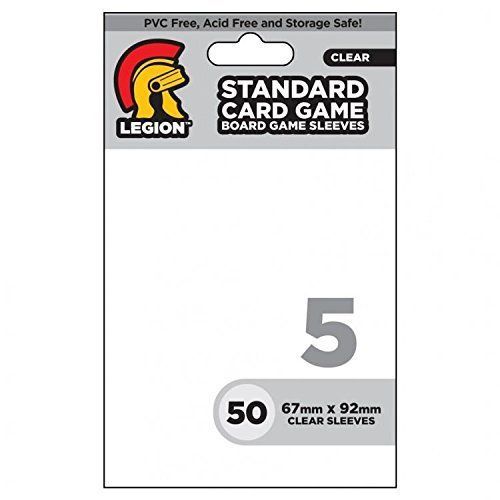 PVC Free, Acid Free and Storage Safe!
CLEAR
LEGION™
STANDARD
CARD GAME
BOARD GAME SLEEVES
5
50
67mm x 92mm
CLEAR SLEEVES